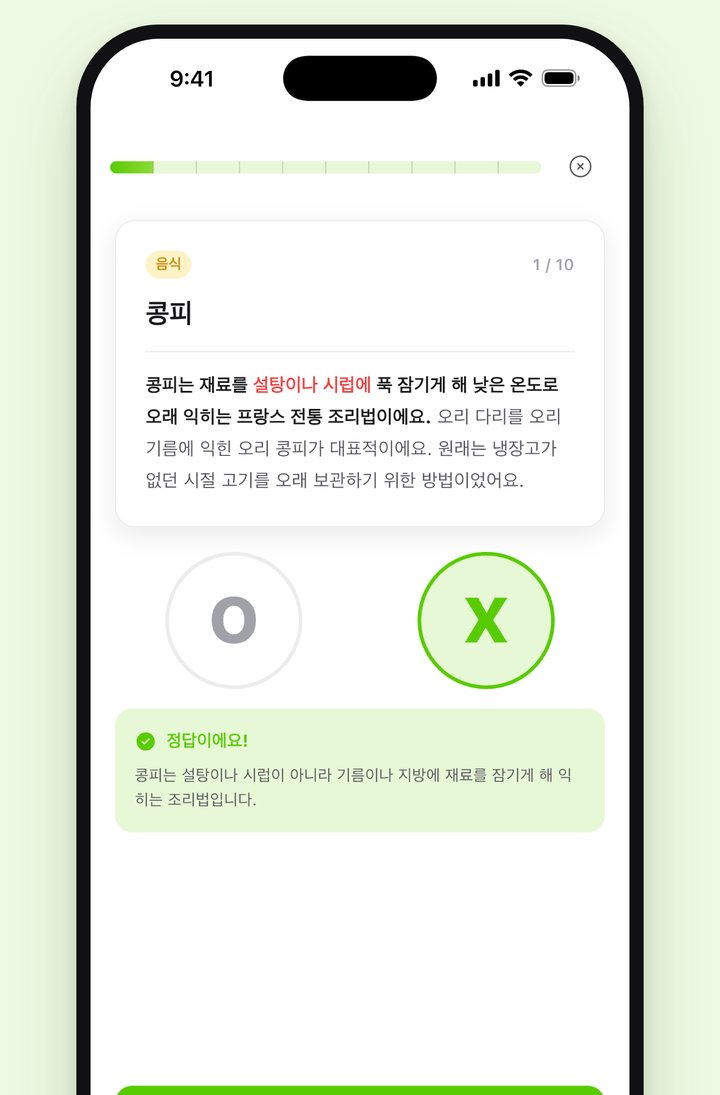 9:41
음식
1 / 10
콩피
콩피는 재료를 설탕이나 시럽에 푹 잠기게 해 낮은 온도로
오래 익히는 프랑스 전통 조리법이에요. 오리 다리를 오리
기름에 익힌 오리 콩피가 대표적이에요. 원래는 냉장고가
없던 시절 고기를 오래 보관하기 위한 방법이었어요.
O
X
정답이에요!
콩피는 설탕이나 시럽이 아니라 기름이나 지방에 재료를 잠기게 해 익
히는 조리법입니다.